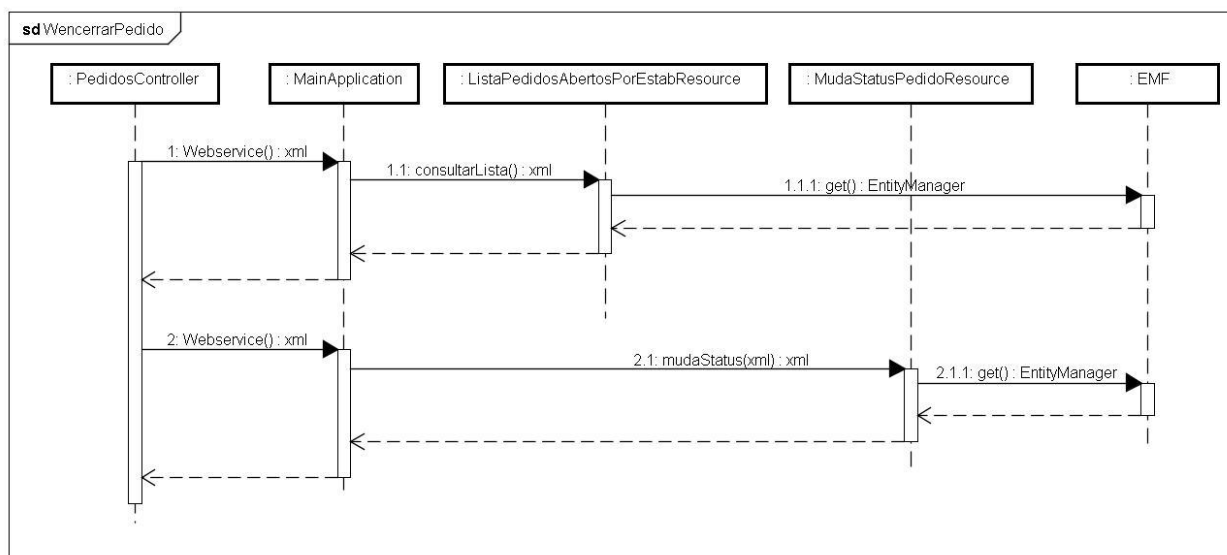 sd WencerrarPedido
: PedidosController
: MainApplication
: ListaPedidosAbertosPorEstabResource
: MudaStatusPedidoResource
: EMF
1: Webservice() : xml
1.1: consultarLista() : xml
1.1.1: get() : EntityManager
2: Webservice() : xml
2.1: mudaStatus(xml) : xml
2.1.1: get() : EntityManager